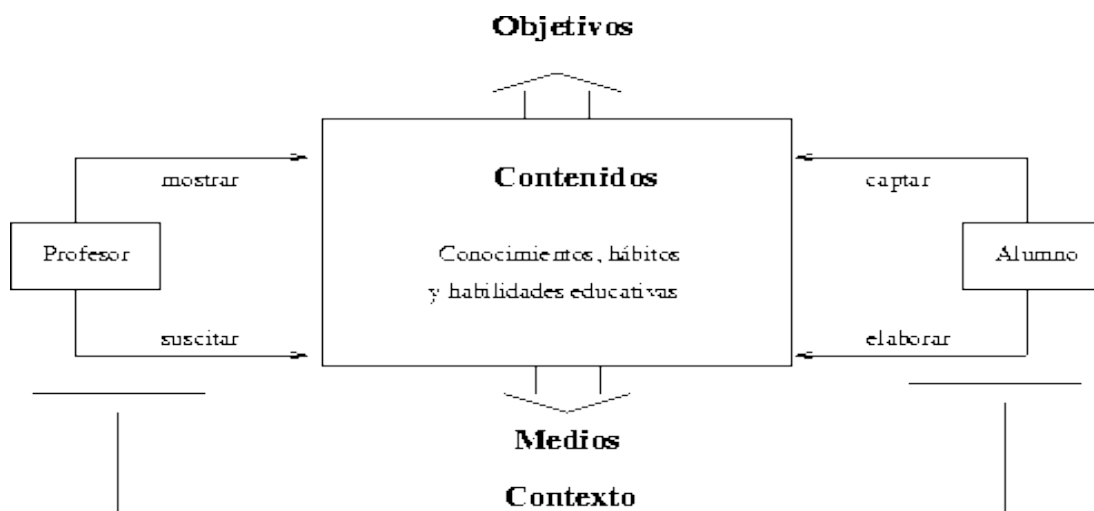 Objetivos
mostrar
Contenidos
captar
Profesor
Conocimientos, hábitos
y habilidades educativas
Alumno
suscitar
elaborar
Medios
Contexto